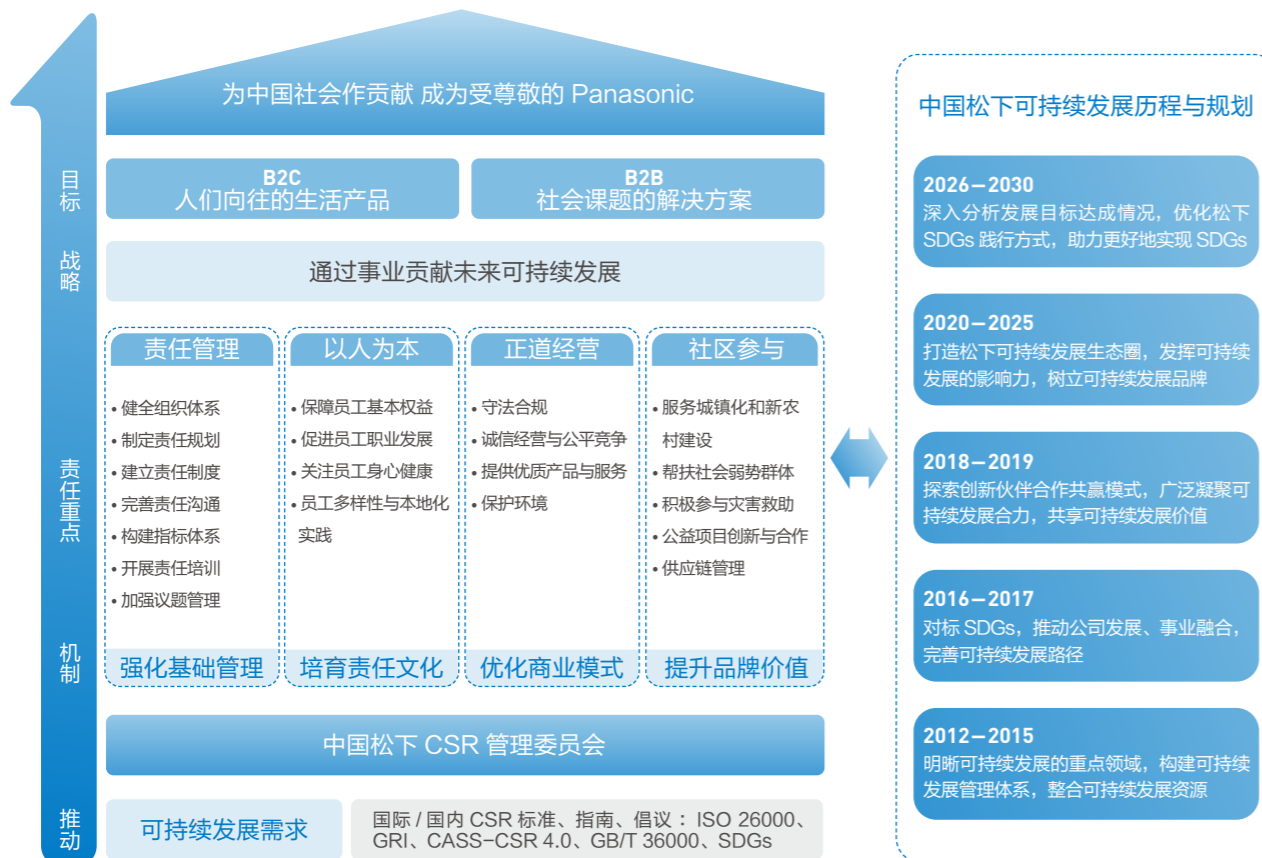 为中国社会作贡献 成为受尊敬的 Panasonic
目标
B2C
人们向往的生活产品
B2B
社会课题的解决方案
战略
通过事业贡献未来可持续发展
责任重点
责任管理
• 健全组织体系
• 制定责任规划
• 建立责任制度
• 完善责任沟通
• 构建指标体系
• 开展责任培训
• 加强议题管理
以人为本
• 保障员工基本权益
• 促进员工职业发展
• 关注员工身心健康
• 员工多样性与本地化
实践
正道经营
• 守法合规
• 诚信经营与公平竞争
• 提供优质产品与服务
• 保护环境
社区参与
• 服务城镇化和新农
村建设
• 帮扶社会弱势群体
• 积极参与灾害救助
• 公益项目创新与合作
• 供应链管理
机制
强化基础管理
培育责任文化
优化商业模式
提升品牌价值
中国松下 CSR 管理委员会
推动
可持续发展需求
国际 / 国内 CSR 标准、指南、倡议：ISO 26000、
GRI、CASS-CSR 4.0、GB/T 36000、SDGs
中国松下可持续发展历程与规划
2026—2030
深入分析发展目标达成情况，优化松下
SDGs 践行方式，助力更好地实现 SDGs
2020—2025
打造松下可持续发展生态圈，发挥可持续
发展的影响力，树立可持续发展品牌
2018—2019
探索创新伙伴合作共赢模式，广泛凝聚可
持续发展合力，共享可持续发展价值
2016—2017
对标 SDGs，推动公司发展、事业融合，
完善可持续发展路径
2012—2015
明晰可持续发展的重点领域，构建可持续
发展管理体系，整合可持续发展资源